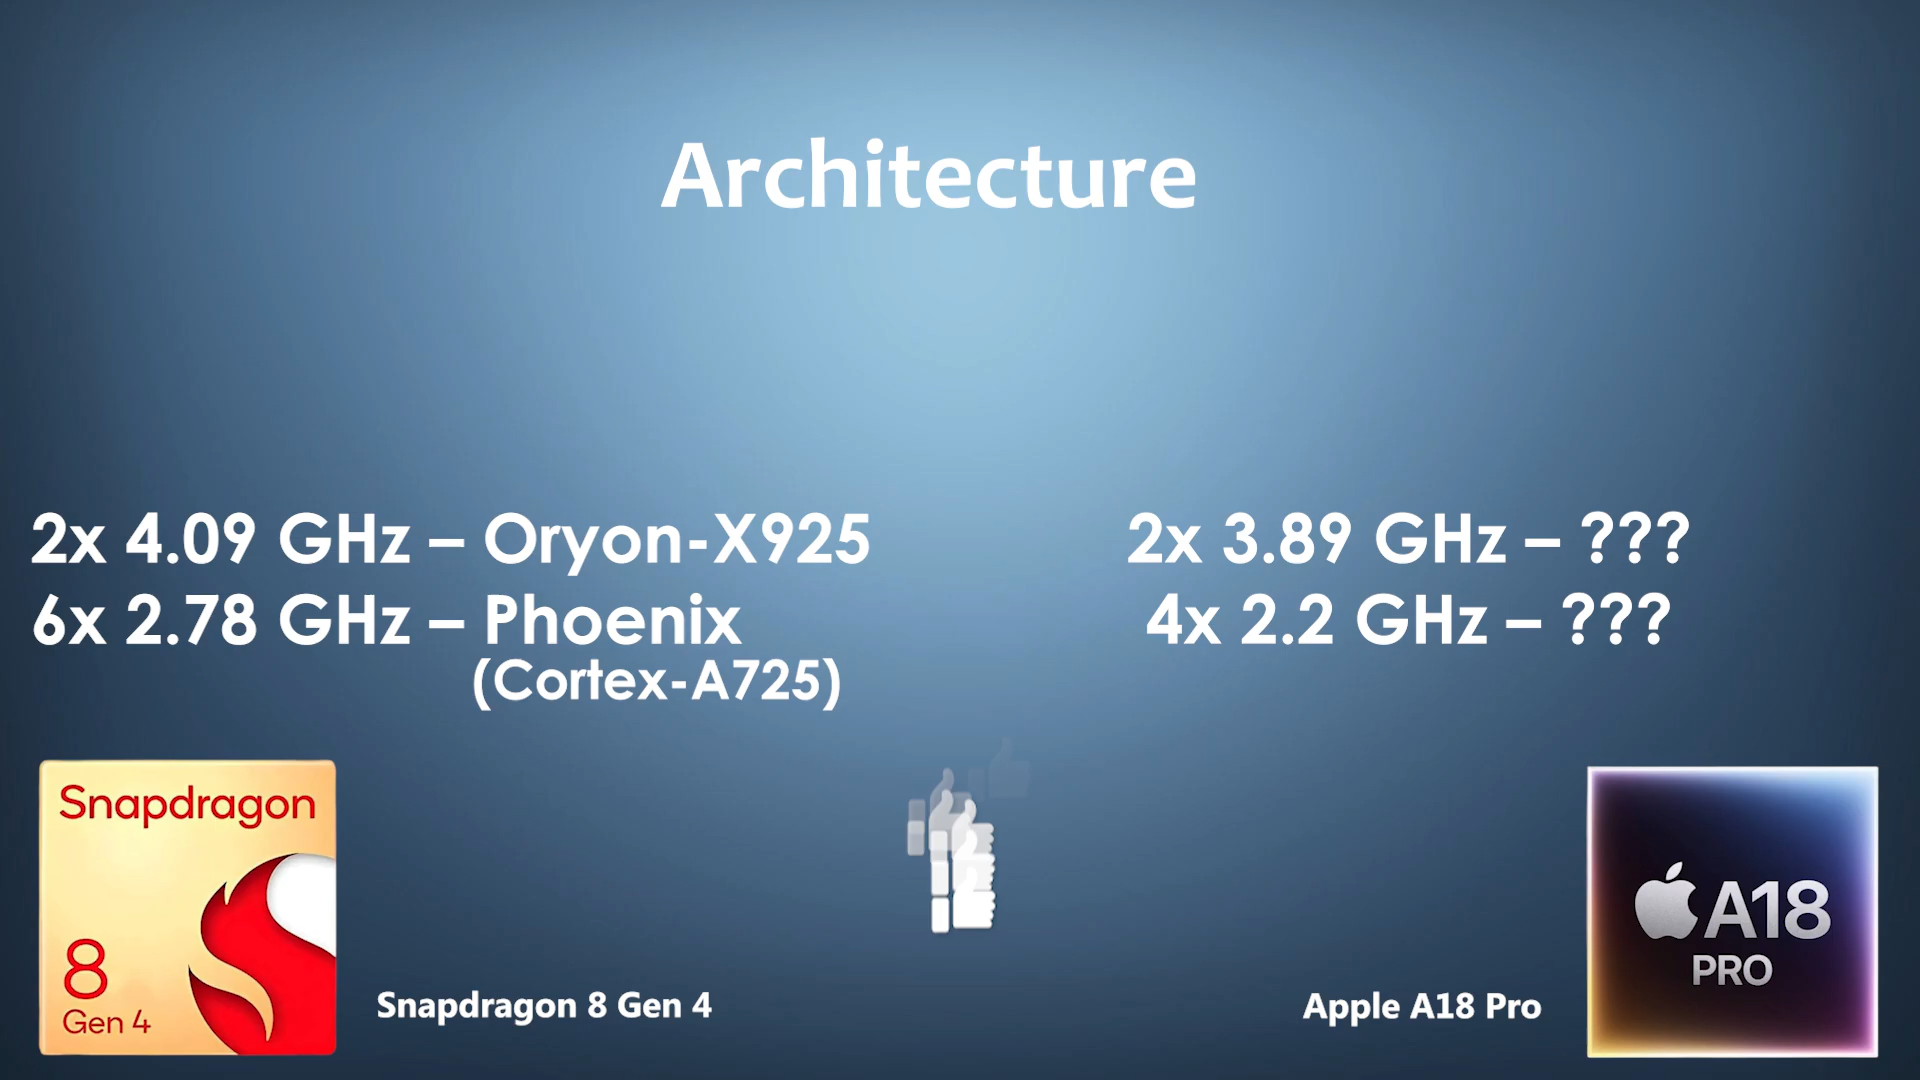 Architecture
2x 4.09 GHz – Oryon-X925
6x 2.78 GHz – Phoenix
(Cortex-A725)
2x 3.89 GHz – ???
4x 2.2 GHz – ???
Snapdragon
8
Gen 4
Snapdragon 8 Gen 4
Apple A18 Pro
A18
PRO